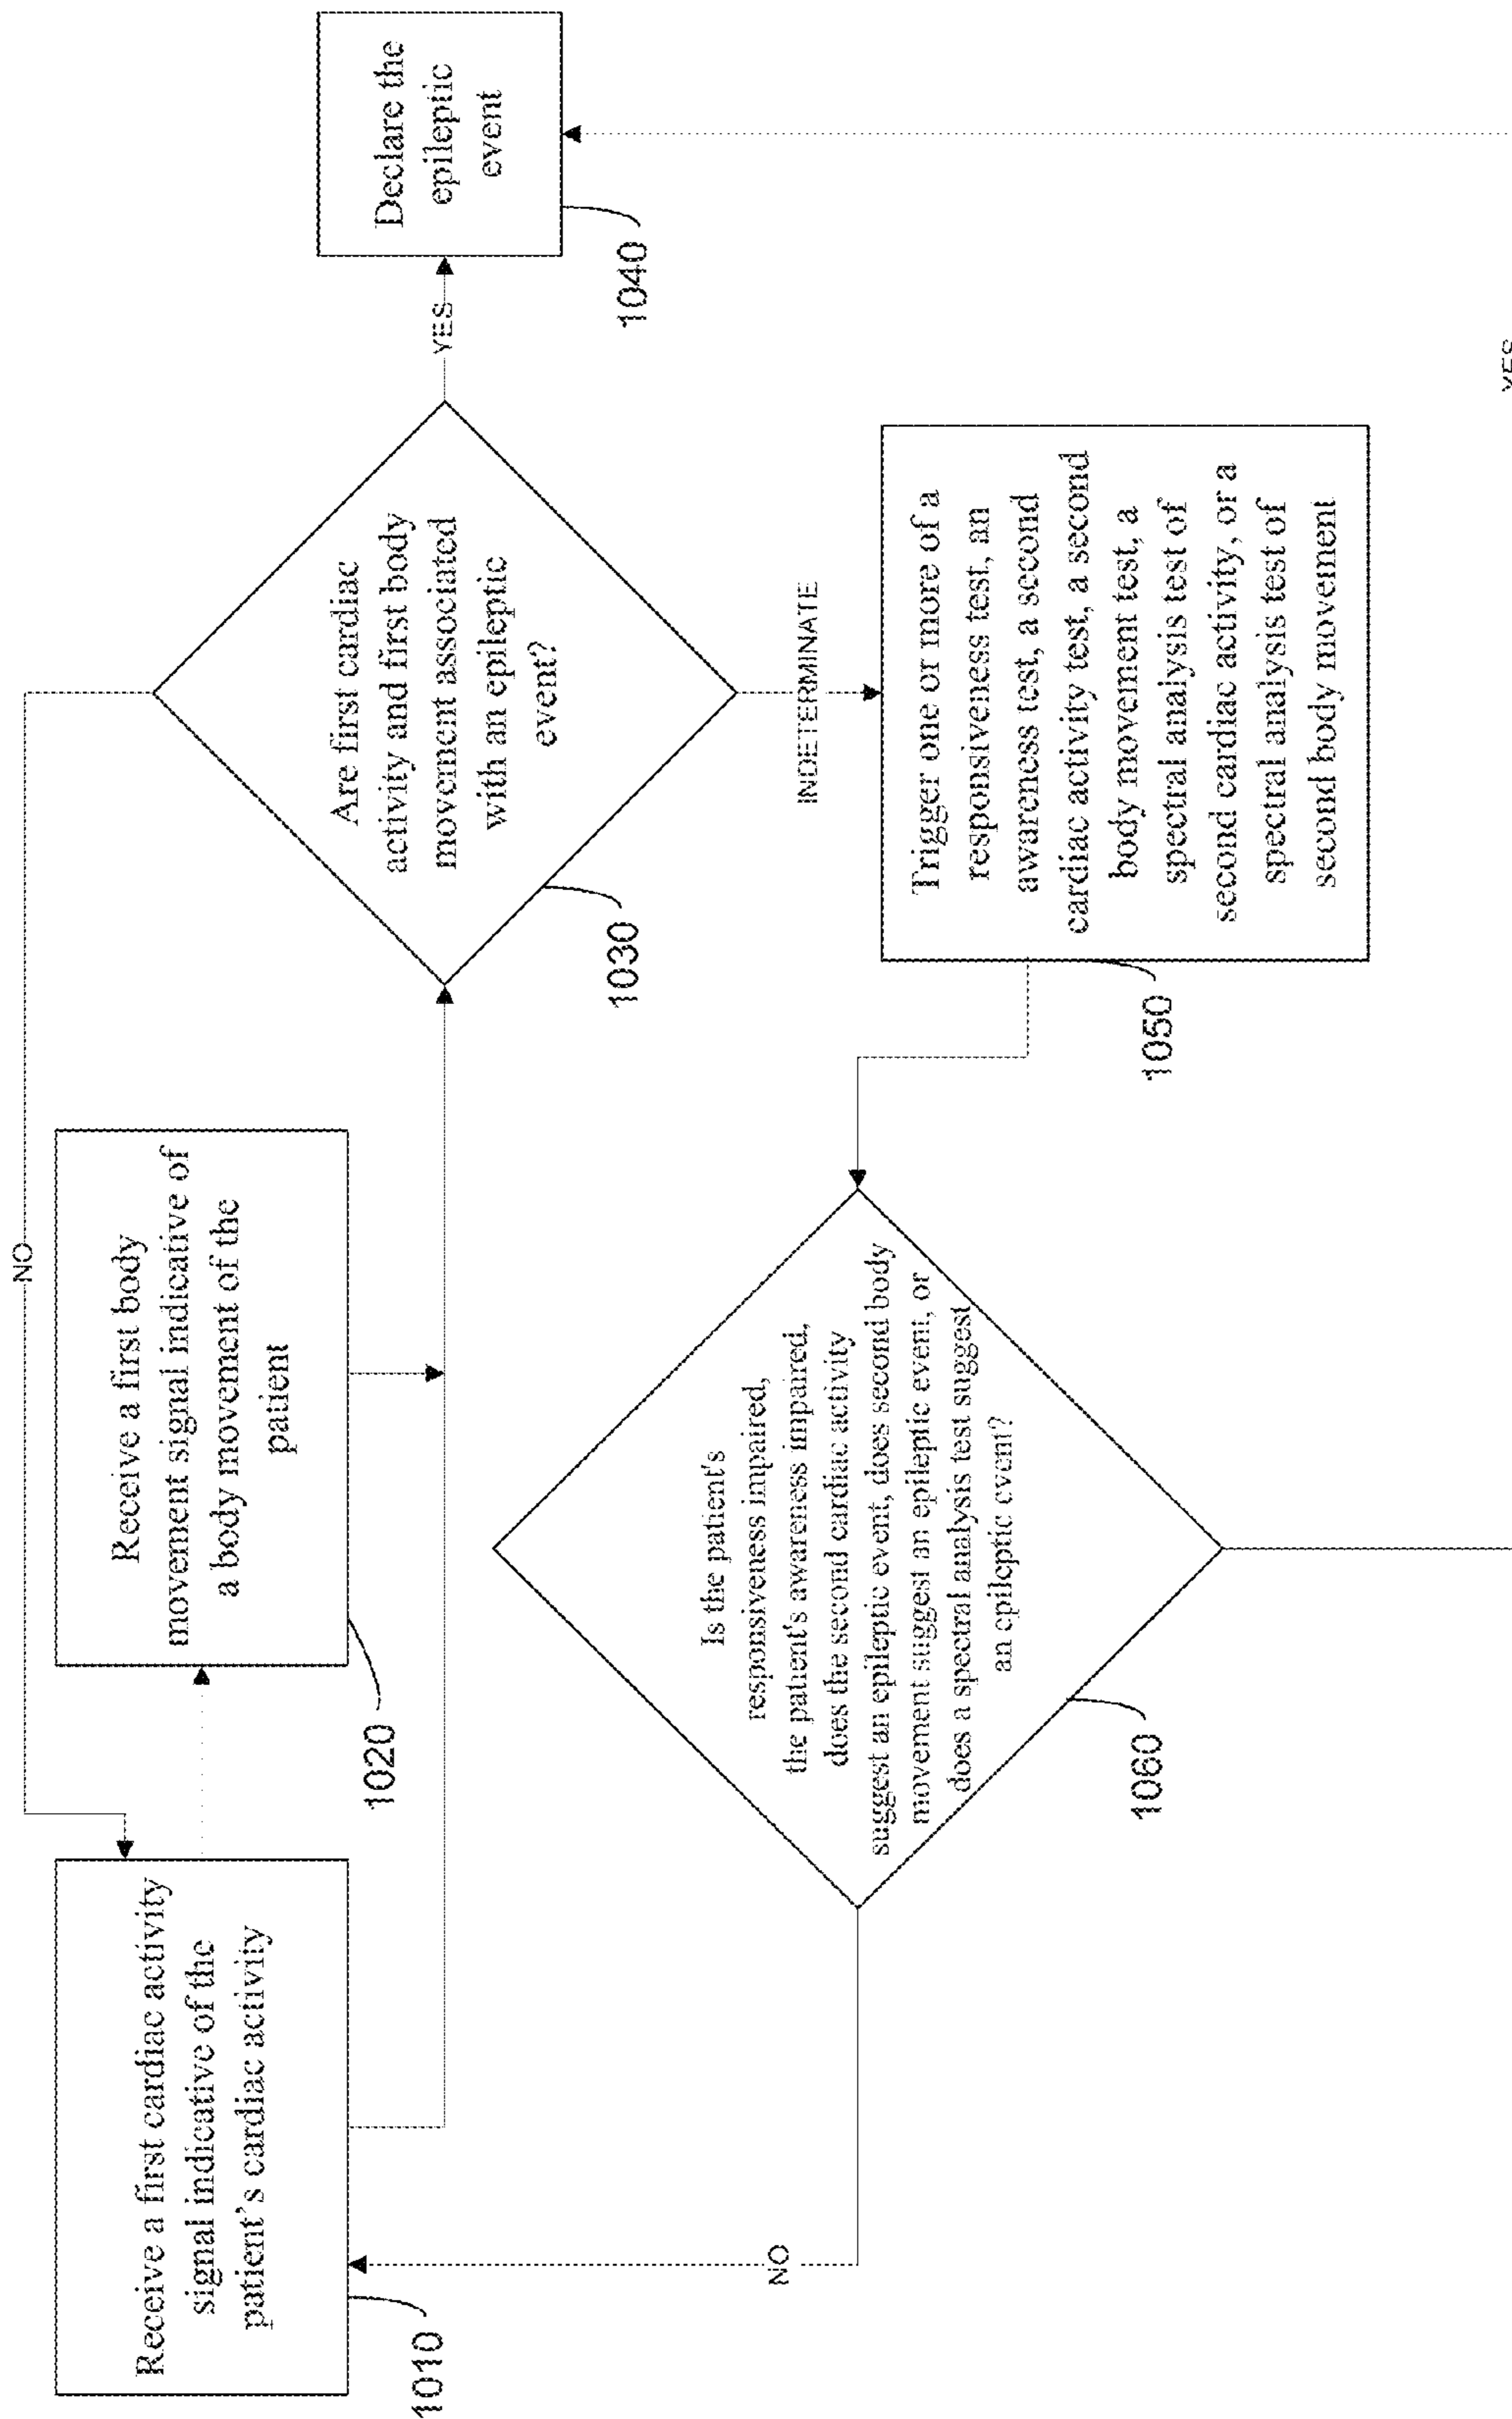 Receive a first cardiac activity
signal indicative of the
patient's cardiac activity
1010
Receive a first body
movement signal indicative of
a body movement of the
patient
1020
NO
Are first cardiac
activity and first body
movement associated
with an epileptic
event?
1030
YES
Declare the
epileptic
event
1040
INDETERMINATE
Trigger one or more of a
responsiveness test, an
awareness test, a second
cardiac activity test, a second
body movement test, a
spectral analysis test of
second cardiac activity, or a
spectral analysis test of
second body movement
1050
Is the patient's
responsiveness impaired,
the patient's awareness impaired,
does the second cardiac activity
suggest an epileptic event, does second body
movement suggest an epileptic event, or
does a spectral analysis test suggest
an epileptic event?
1060
NO
YES